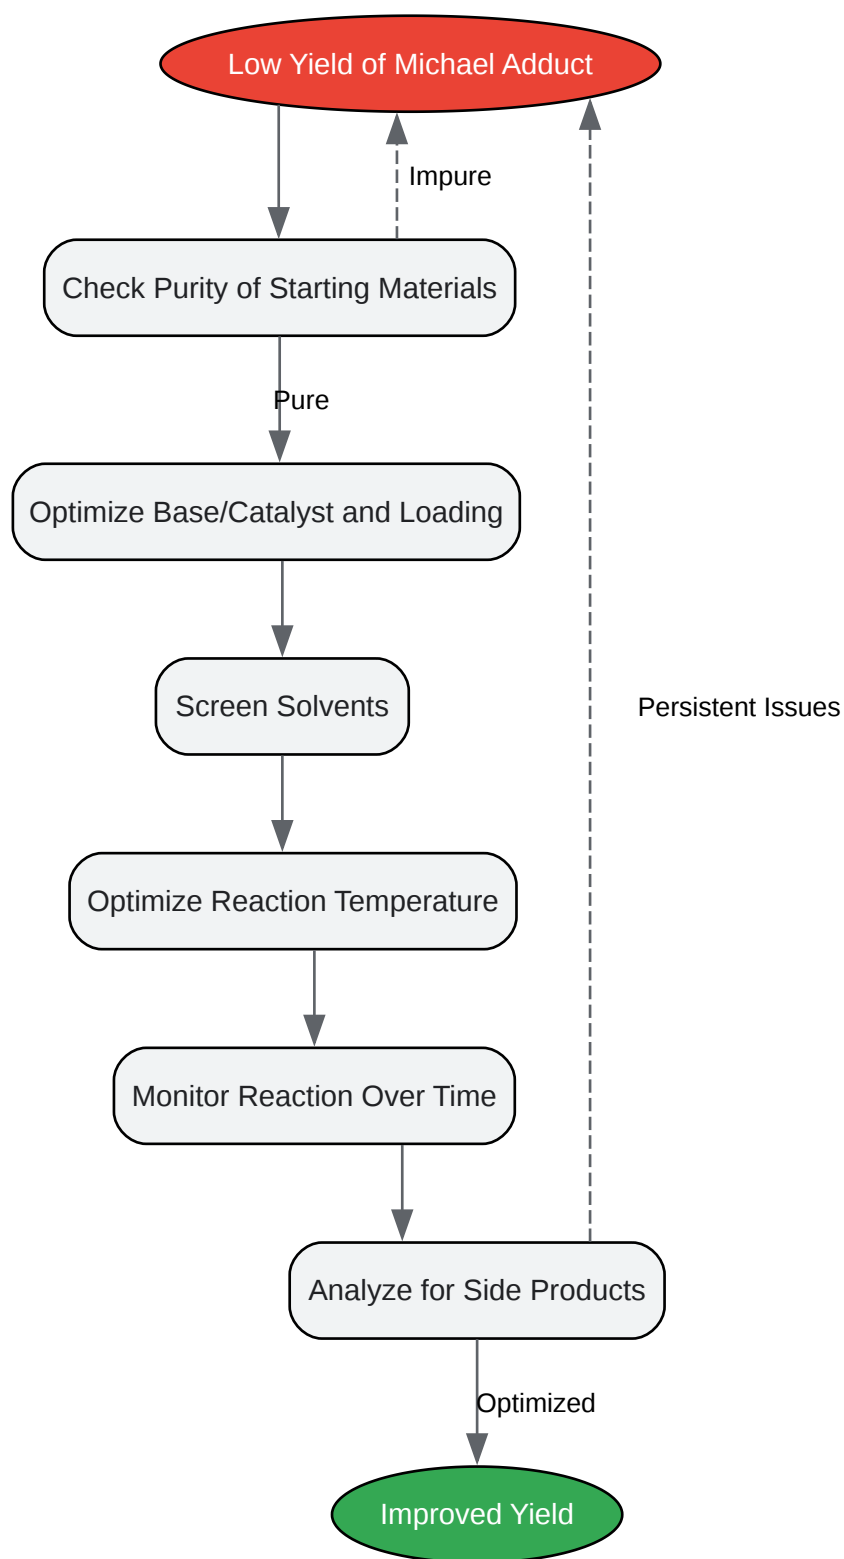 Low Yield of Michael Adduct
Impure
Check Purity of Starting Materials
Pure
Optimize Base/Catalyst and Loading
Screen Solvents
Persistent Issues
Optimize Reaction Temperature
Monitor Reaction Over Time
Analyze for Side Products
Optimized
Improved Yield